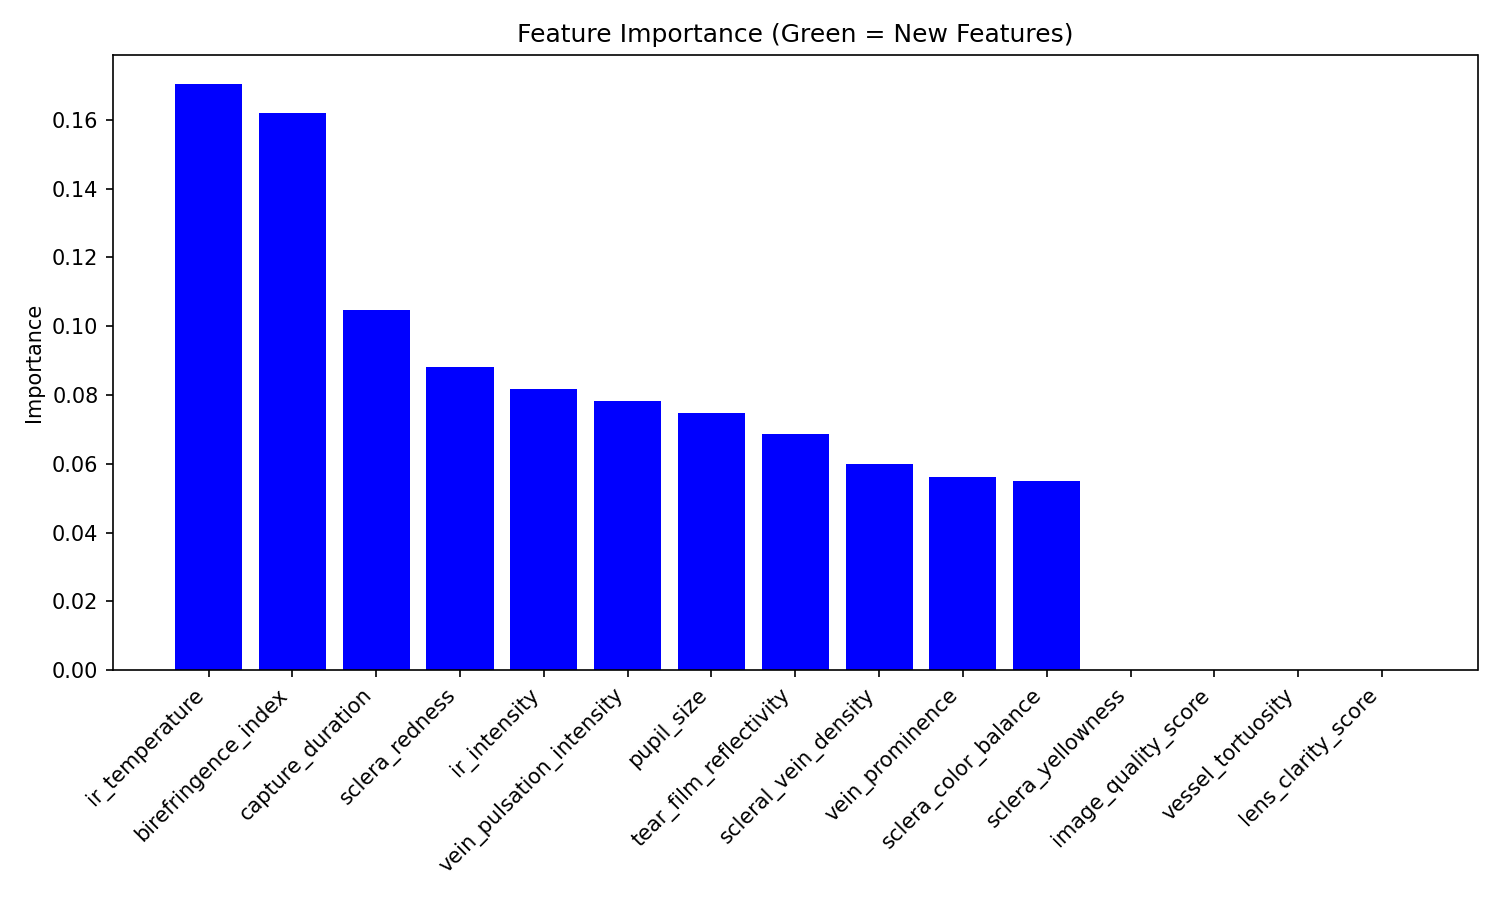 Feature Importance (Green = New Features)
Importance
0.16
0.14
0.12
0.10
0.08
0.06
0.04
0.02
0.00
ir_temperature
birefringence_index
capture_duration
sclera_redness
ir_intensity
vein_pulsation_intensity
pupil_size
tear_film_reflectivity
scleral_vein_density
vein_prominence
sclera_color_balance
sclera_yellowness
image_quality_score
vessel_tortuosity
lens_clarity_score